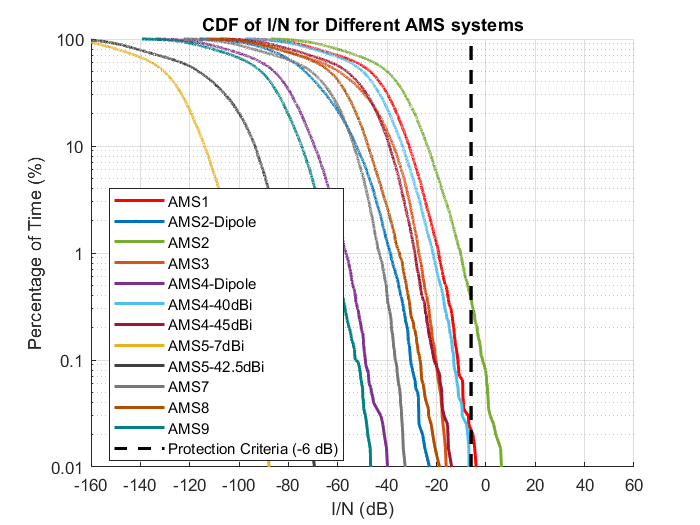 CDF of I/N for Different AMS systems
100
10
1
0.1
0.01
Percentage of Time (%)
AMS1
AMS2-Dipole
AMS2
AMS3
AMS4-Dipole
AMS4-40dBi
AMS4-45dBi
AMS5-7dBi
AMS5-42.5dBi
AMS7
AMS8
AMS9
Protection Criteria (-6 dB)
-160 -140 -120 -100 -80 -60 -40 -20 0 20 40 60
I/N (dB)